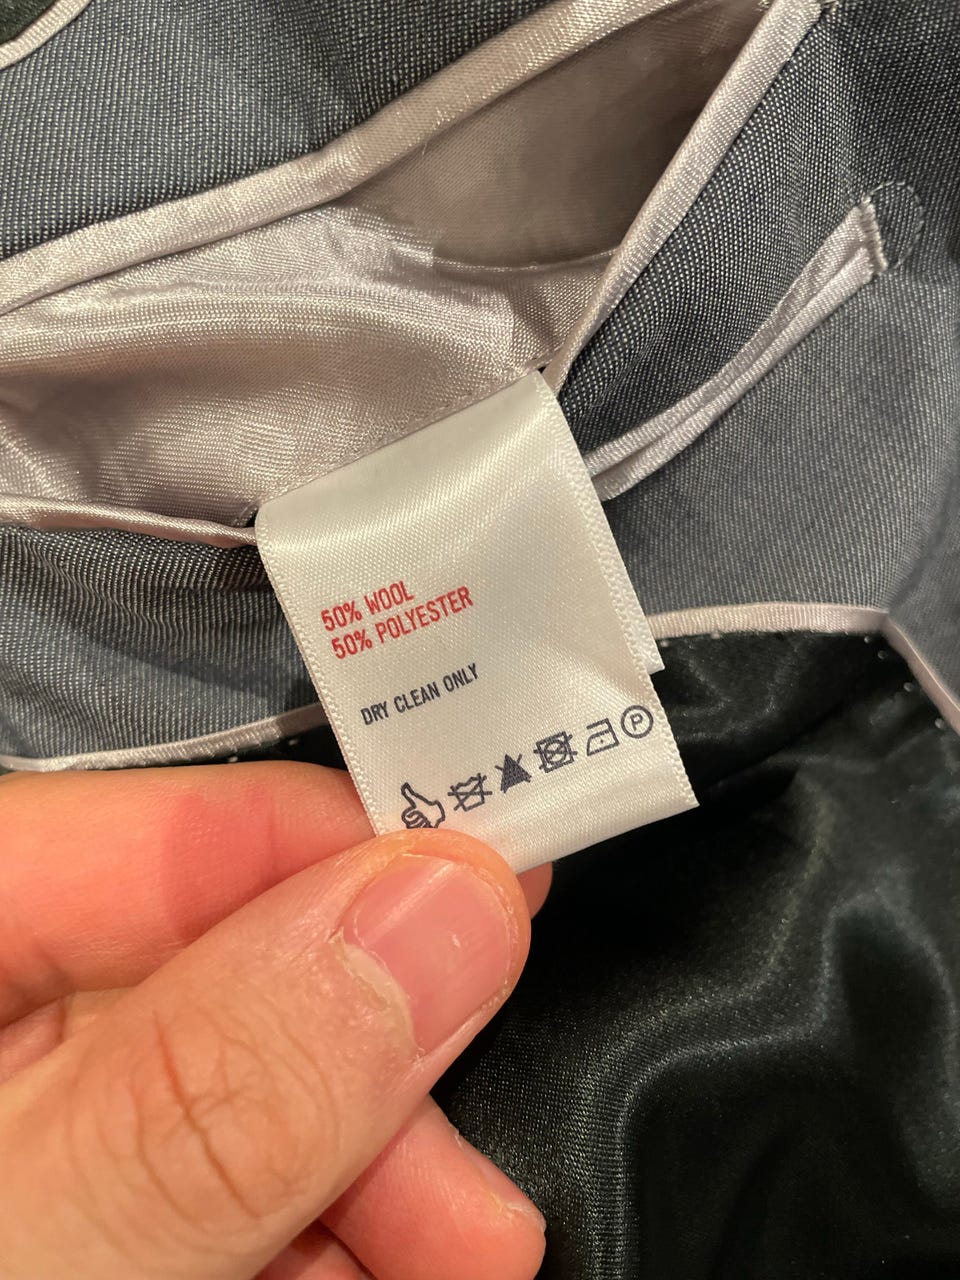 50% WOOL
50% POLYESTER
DRY CLEAN ONLY
P